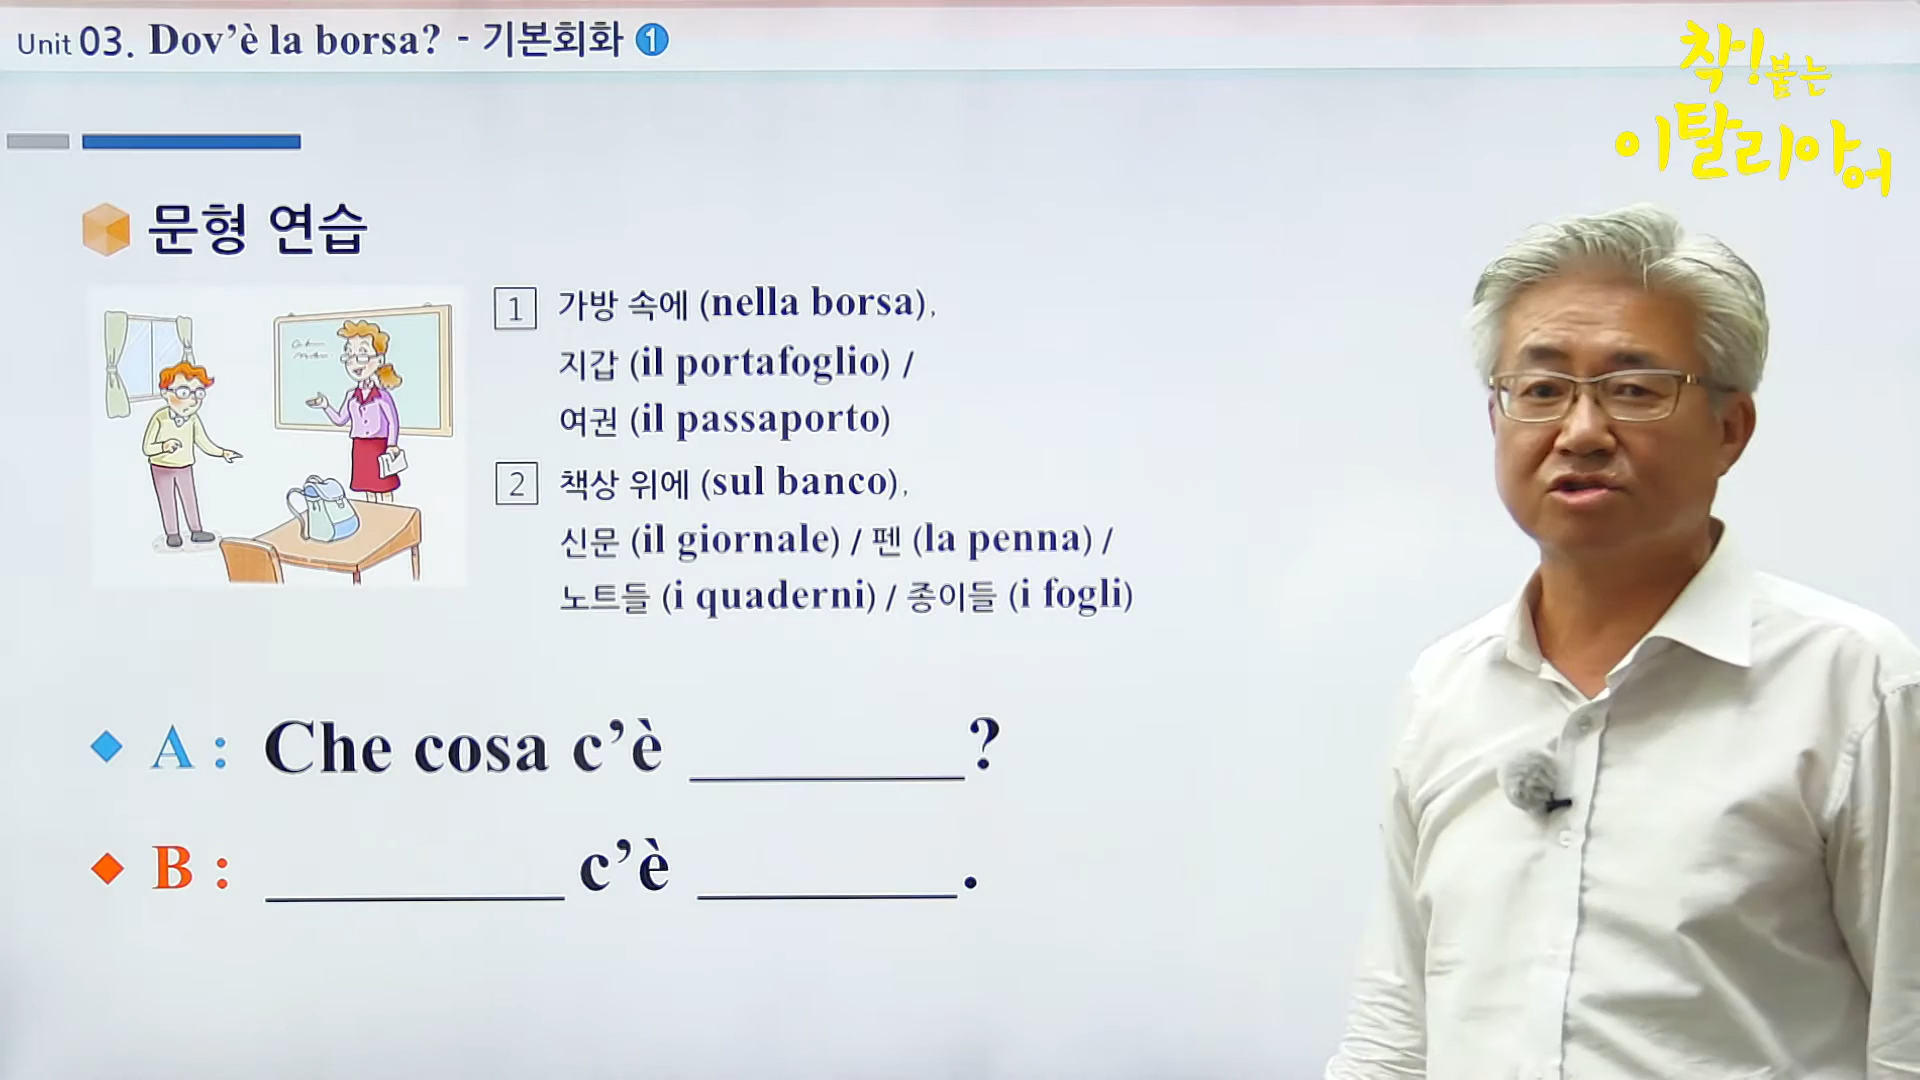 Unit 03. Dov'è la borsa? - 기본회화 1
착! 붙는
이탈리아어
문형 연습
1 가방 속에 (nella borsa),
지갑 (il portafoglio) /
여권 (il passaporto)
2 책상 위에 (sul banco),
신문 (il giornale) / 펜 (la penna) /
노트들 (i quaderni) / 종이들 (i fogli)
A : Che cosa c'è ________?
B : ________ c'è ________.